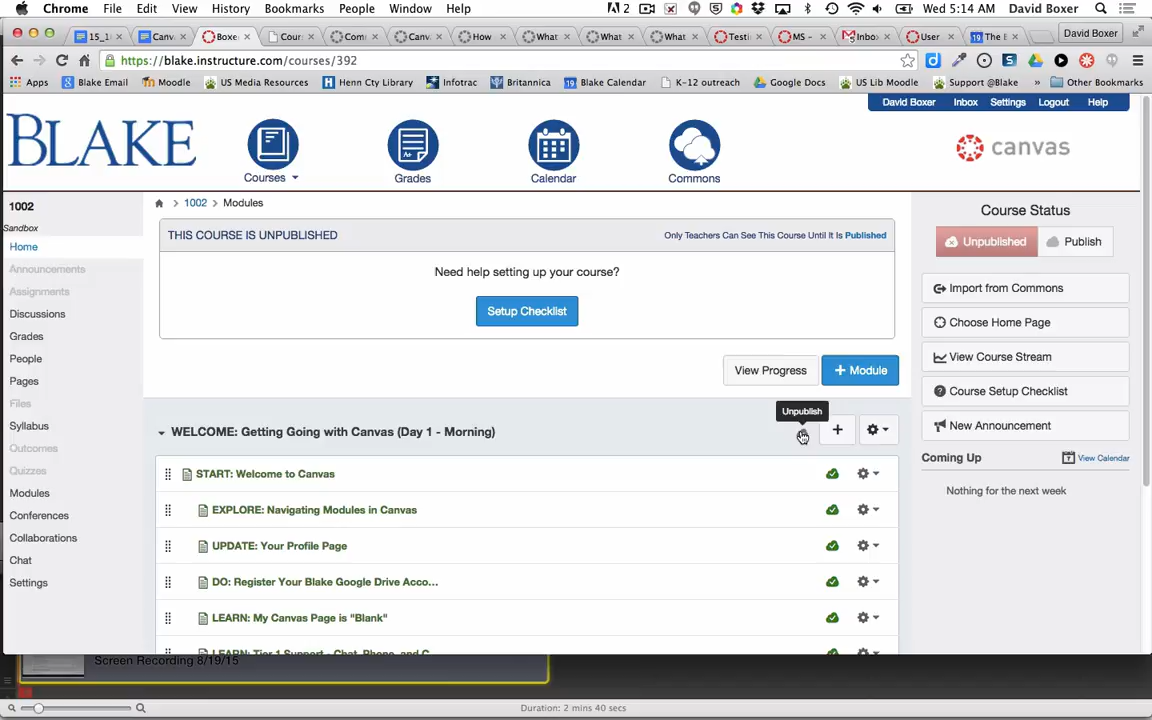 Chrome File Edit View History Bookmarks People Window Help
2 Wed 5:14 AM David Boxer
15_1 Canva Boxe Cour Com Canv How What What What Testi MS - Inbo User The E David Boxer
https://blake.instructure.com/courses/392
Apps Blake Email Moodle US Media Resources Henn Cty Library Infotrac Britannica Blake Calendar K-12 outreach Google Docs US Lib Moodle Support @Blake » Other Bookmarks
David Boxer Inbox Settings Logout Help
BLAKE
Courses Grades Calendar Commons
canvas
1002
Sandbox
Home
Announcements
Assignments
Discussions
Grades
People
Pages
Files
Syllabus
Outcomes
Quizzes
Modules
Conferences
Collaborations
Chat
Settings
1002 Modules
THIS COURSE IS UNPUBLISHED
Only Teachers Can See This Course Until It Is Published
Need help setting up your course?
Setup Checklist
View Progress + Module
Unpublish
WELCOME: Getting Going with Canvas (Day 1 - Morning)
START: Welcome to Canvas
EXPLORE: Navigating Modules in Canvas
UPDATE: Your Profile Page
DO: Register Your Blake Google Drive Acco...
LEARN: My Canvas Page is "Blank"
LEARN: Tier 1 Support - Chat, Phone, and C
Course Status
Unpublished Publish
Import from Commons
Choose Home Page
View Course Stream
Course Setup Checklist
New Announcement
Coming Up View Calendar
Nothing for the next week
Screen Recording 8/19/15
Duration: 2 mins 40 secs